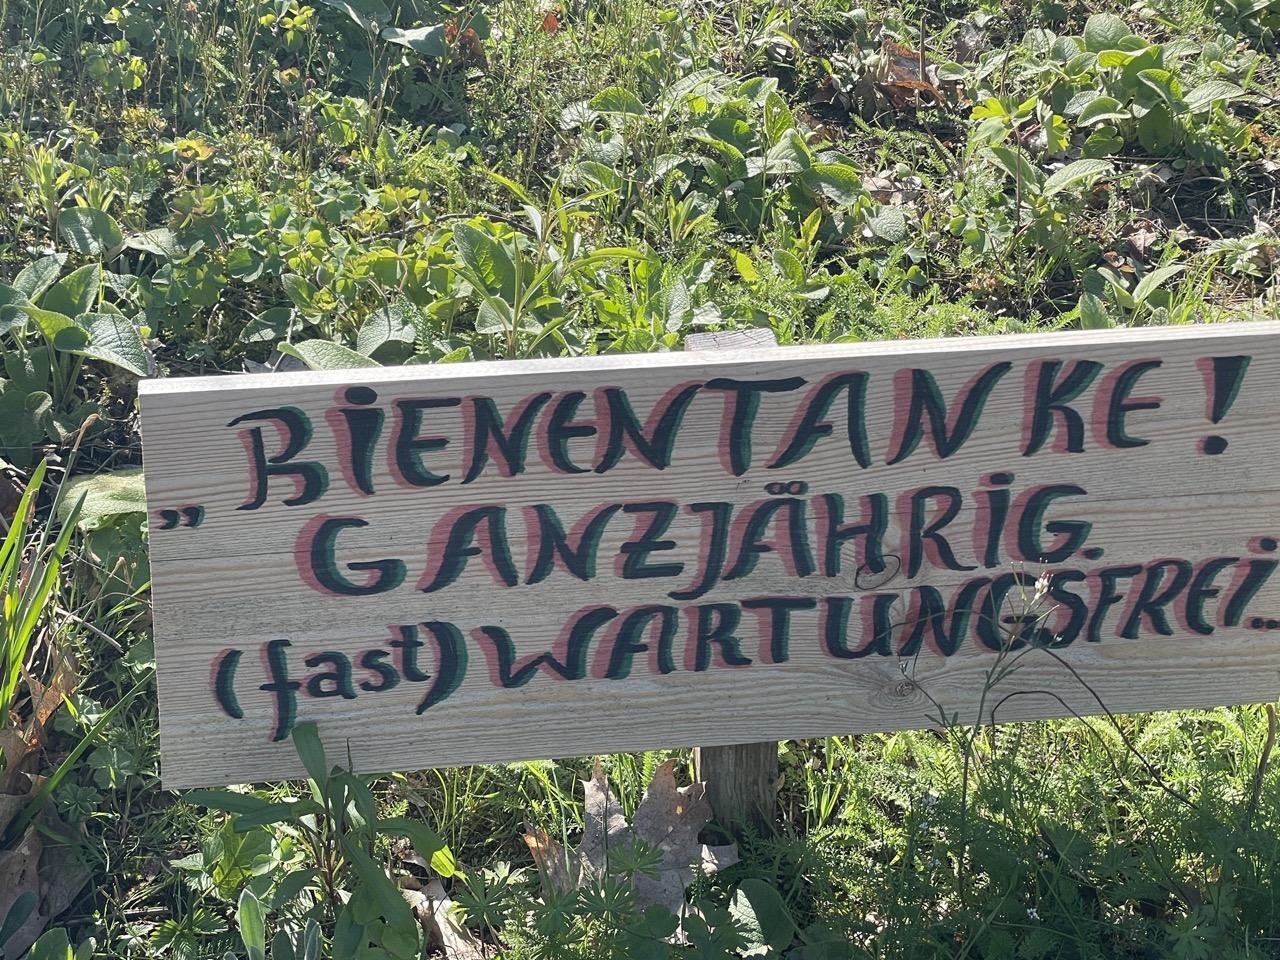 BIENENTANKE!
„GANZJÄHRIG.
(fast) WARTUNGSFREI...